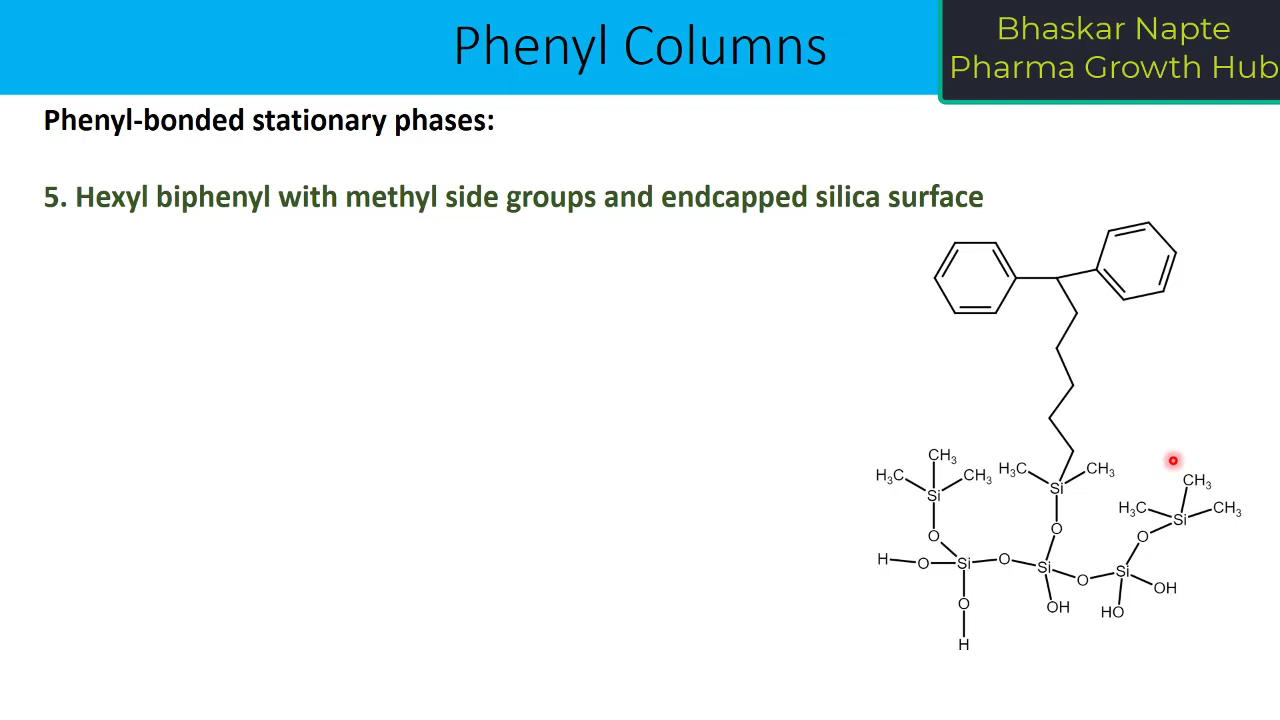 Phenyl Columns
Bhaskar Napte
Pharma Growth Hub
Phenyl-bonded stationary phases:
5. Hexyl biphenyl with methyl side groups and endcapped silica surface
CH3
H3C CH3 H3C CH3
Si Si CH3
H3C CH3
Si
O O O
H O Si O Si O Si
O OH HO OH
H